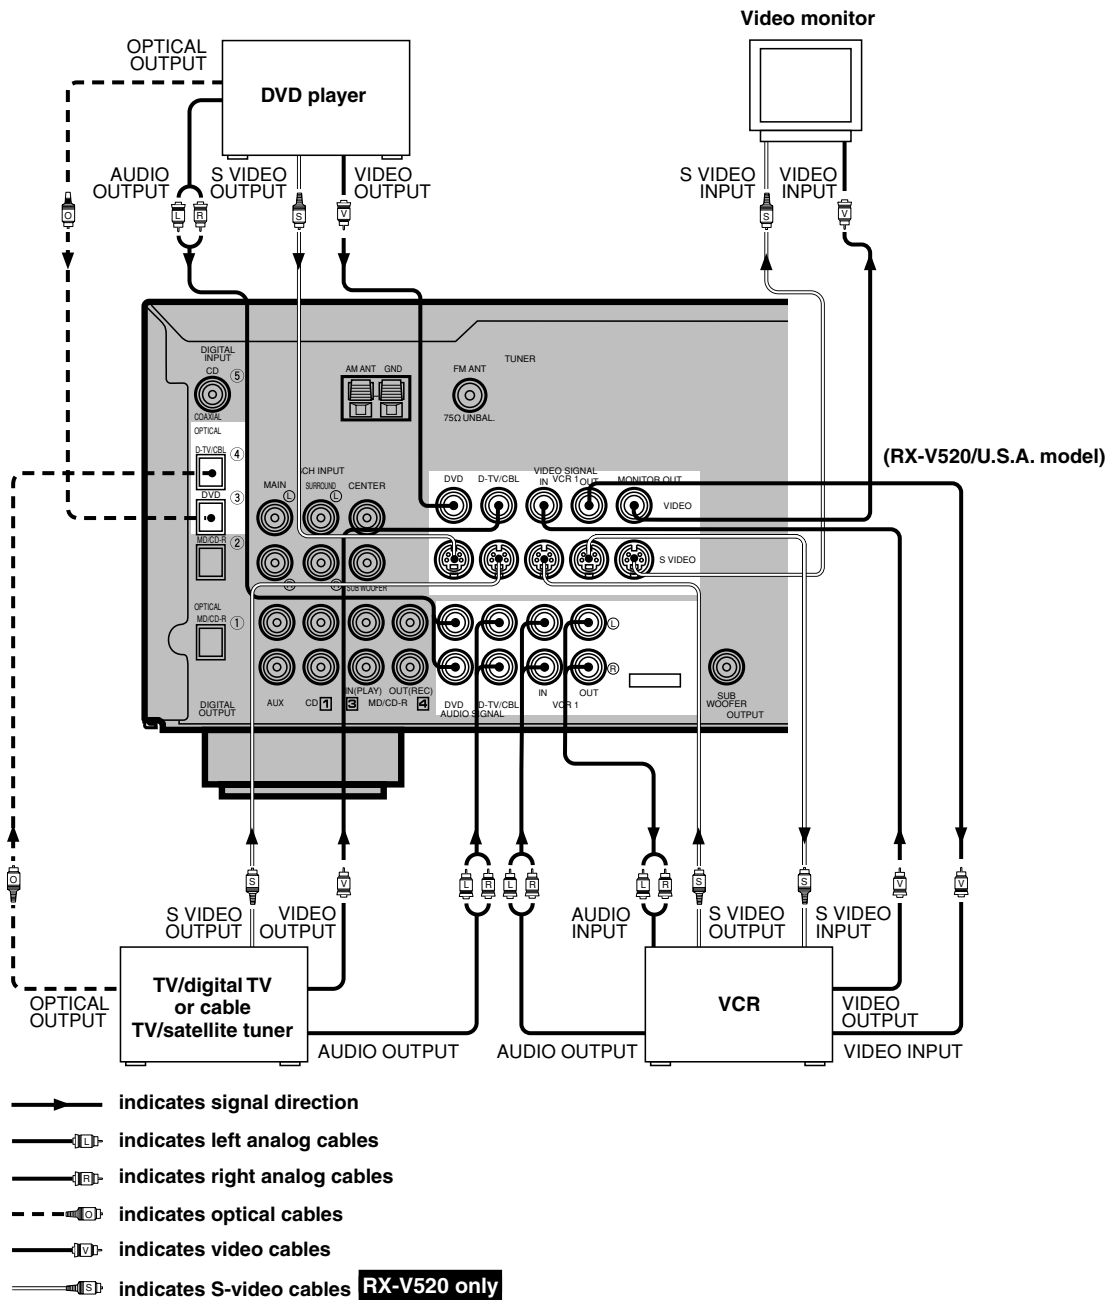 Video monitor
OPTICAL
OUTPUT
DVD player
AUDIO
OUTPUT
S VIDEO
OUTPUT
VIDEO
OUTPUT
S VIDEO
INPUT
VIDEO
INPUT
O
L
R
S
V
S
V
DIGITAL
INPUT
CD
5
COAXIAL
OPTICAL
D-TV/CBL
4
DVD
3
MD/CD-R
2
OPTICAL
MD/CD-R
1
DIGITAL
OUTPUT
AM ANT
GND
FM ANT
75Ω UNBAL.
TUNER
(RX-V520/U.S.A. model)
CH INPUT
MAIN
L
SURROUND
L
CENTER
R
R
SUB WOOFER
VIDEO SIGNAL
DVD
D-TV/CBL
IN
VCR 1
OUT
MONITOR OUT
VIDEO
S VIDEO
L
R
AUX
CD 1
IN(PLAY)
OUT(REC)
3 MD/CD-R 4
DVD
D-TV/CBL
AUDIO SIGNAL
IN
OUT
VCR 1
SUB
WOOFER
OUTPUT
O
S
V
L
R
L
R
L
R
S
S
V
V
S VIDEO
OUTPUT
VIDEO
OUTPUT
AUDIO
INPUT
S VIDEO
OUTPUT
S VIDEO
INPUT
OPTICAL
OUTPUT
TV/digital TV
or cable
TV/satellite tuner
AUDIO OUTPUT
AUDIO OUTPUT
VCR
VIDEO
OUTPUT
VIDEO INPUT
indicates signal direction
L indicates left analog cables
R indicates right analog cables
O indicates optical cables
V indicates video cables
S indicates S-video cables RX-V520 only